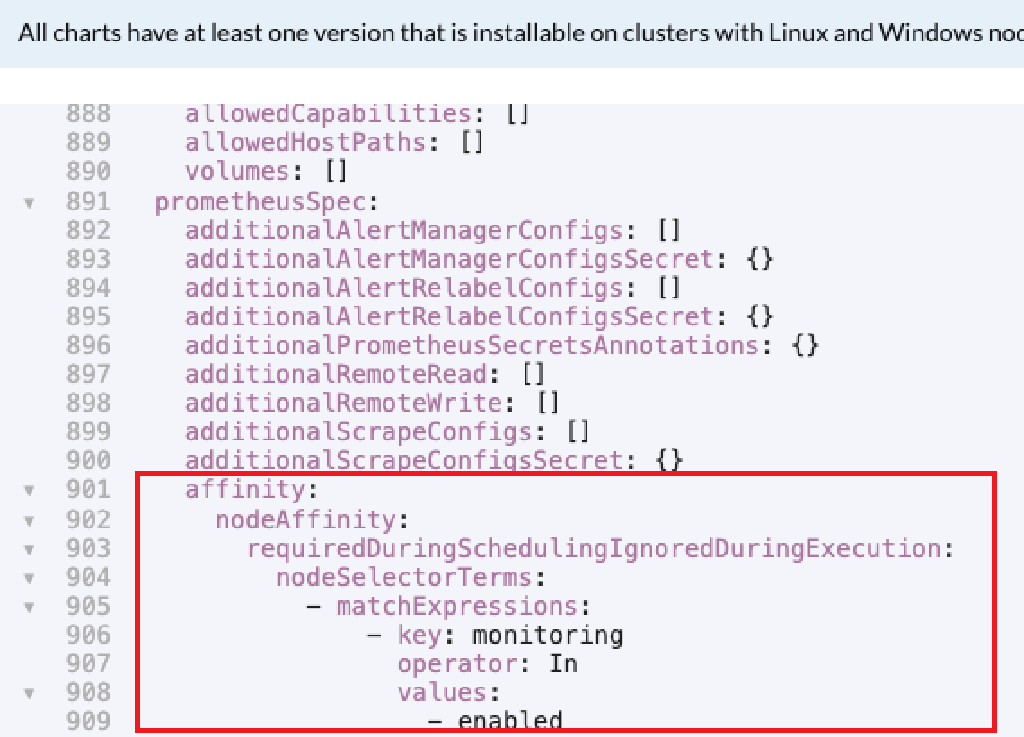 All charts have at least one version that is installable on clusters with Linux and Windows
888 allowedCapabilities: []
889 allowedHostPaths: []
890 volumes: []
891 prometheusSpec:
892 additionalAlertManagerConfigs: []
893 additionalAlertManagerConfigsSecret: {}
894 additionalAlertRelabelConfigs: []
895 additionalAlertRelabelConfigsSecret: {}
896 additionalPrometheusSecretsAnnotations: {}
897 additionalRemoteRead: []
898 additionalRemoteWrite: []
899 additionalScrapeConfigs: []
900 additionalScrapeConfigsSecret: {}
901 affinity:
902 nodeAffinity:
903 requiredDuringSchedulingIgnoredDuringExecution:
904 nodeSelectorTerms:
905 - matchExpressions:
906 - key: monitoring
907 operator: In
908 values:
909 - enabled